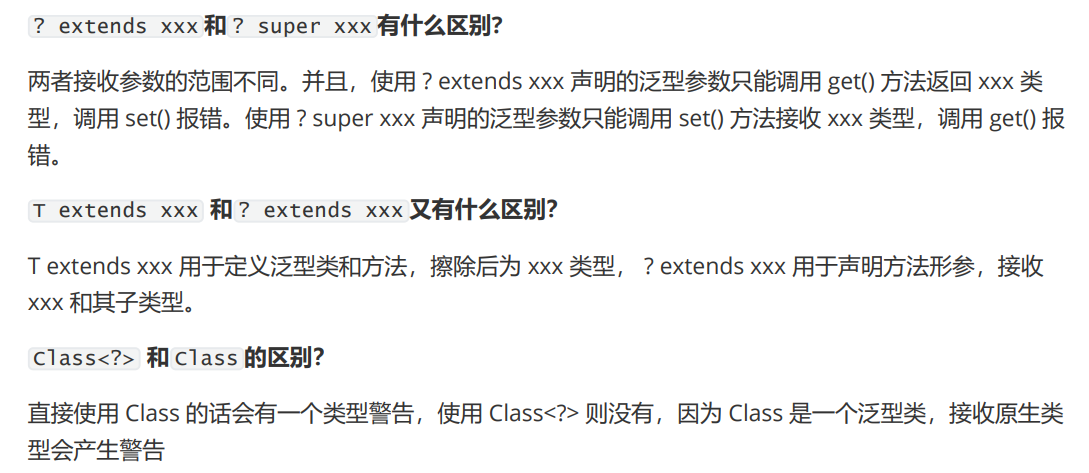 ? extends xxx 和 ? super xxx 有什么区别？
两者接收参数的范围不同。并且，使用 ? extends xxx 声明的泛型参数只能调用 get() 方法返回 xxx 类
型，调用 set() 报错。使用 ? super xxx 声明的泛型参数只能调用 set() 方法接收 xxx 类型，调用 get() 报
错。
T extends xxx 和 ? extends xxx 又有什么区别？
T extends xxx 用于定义泛型类和方法，擦除后为 xxx 类型， ? extends xxx 用于声明方法形参，接收
xxx 和其子类型。
Class<?> 和 Class 的区别？
直接使用 Class 的话会有一个类型警告，使用 Class<?> 则没有，因为 Class 是一个泛型类，接收原生类
型会产生警告